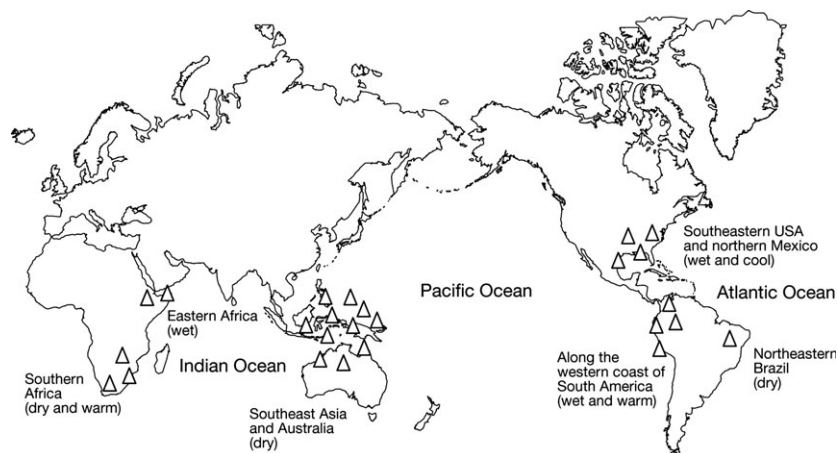 Southeastern USA
and northern Mexico
(wet and cool)
Pacific Ocean
Atlantic Ocean
Eastern Africa
(wet)
Indian Ocean
Southern
Africa
(dry and warm)
Southeast Asia
and Australia
(dry)
Along the
western coast of
South America
(wet and warm)
Northeastern
Brazil
(dry)